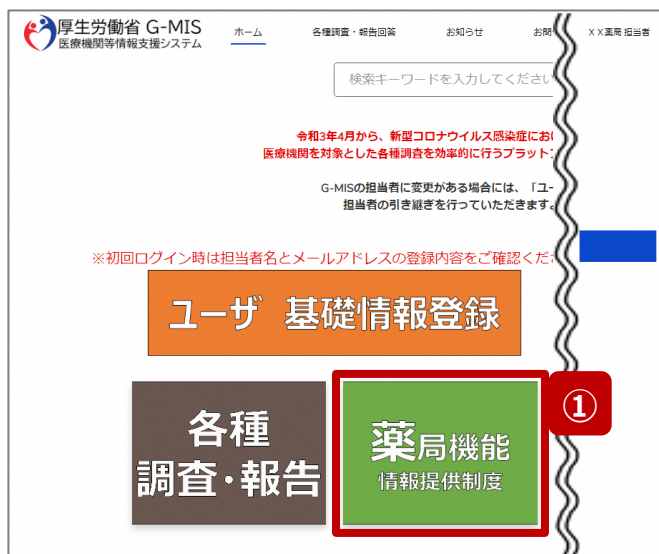 厚生労働省 G-MIS
医療機関等情報支援システム
ホーム 各種調査・報告回答 お知らせ お問 XX薬局 担当者
検索キーワードを入力してください
令和3年4月から、新型コロナウイルス感染症にお
医療機関を対象とした各種調査を効率的に行うプラット
G-MISの担当者に変更がある場合には、「ユー
担当者の引き継ぎを行っていただきます。
※初回ログイン時は担当者名とメールアドレスの登録内容をご確認くだ
ユーザ 基礎情報登録
各種
調査・報告
薬局機能
情報提供制度
①